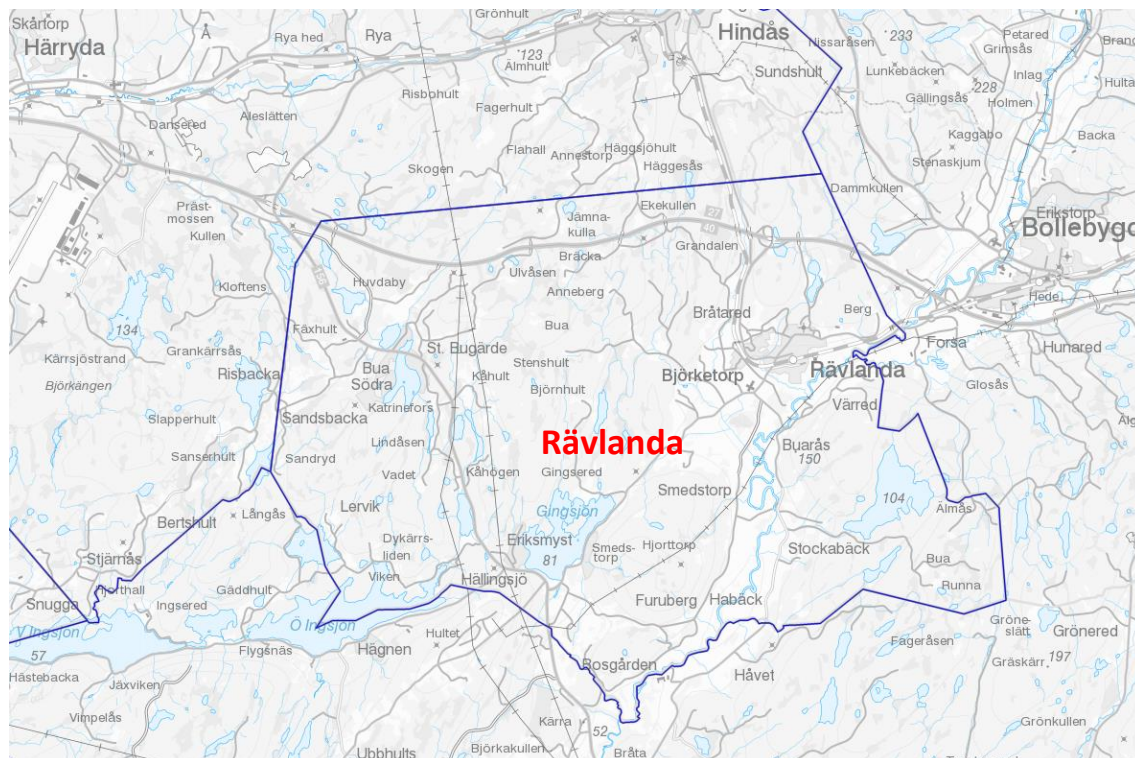 Skårtorp
Härryda
Å
Rya hed
Rya
Grönhult
123
Älmhult
Hindås
Nissaråsen
233
Petared
Grimsås
Sundshult
Lunkebäcken
Inlag
228
Gällingsås
Holmen
Hulta
Risbohult
Fagerhult
Aleslätten
Dansered
Flahall
Annestorp
Häggsjöhult
Häggesås
Kaggabo
Backa
Stenaskjum
Skogen
Dammkullen
Präst-
mossen
Kullen
Jämna-
kulla
Ekekullen
27
40
Erikstorp
Bollebygd
Grandalen
Bräcka
Ulvåsen
Kloftens
Huvdaby
Anneberg
Hede
134
Fäxhult
Bua
Bråtared
Berg
Forsa
Hunared
Kärrsjöstrand
Grankärrsås
St. Bugärde
Stenshult
Björkängen
Risbacka
Bua
Södra
Kåhult
Björketorp
Rävlanda
Glosås
Björnhult
Slapperhult
Sandsbacka
Katrinefors
Värred
Rävlanda
Lindåsen
Buarås
150
Sanserhult
Sandryd
Vadet
Kåhögen
Gingsered
Smedstorp
104
Lervik
Gingsjön
Almås
Långås
Bertshult
Eriksmyst
Dykärrs-
liden
Smeds-
torp
Hjorttorp
Stockabäck
Stjärnås
81
Bua
Viken
Hällingsjö
Runna
Gäddhult
Snugga
Ingsered
Furuberg
Habäck
Gröne-
slätt
Grönered
V Ingsjön
Ö Ingsjön
Hultet
Fageråsen
57
Flygsnäs
Hägnen
Bosgården
Håvet
Gräskärr
197
Hästebacka
Jäxviken
Vimpelås
Kärra
52
Grönkullen
Ubbhults
Björkakullen
Bråta